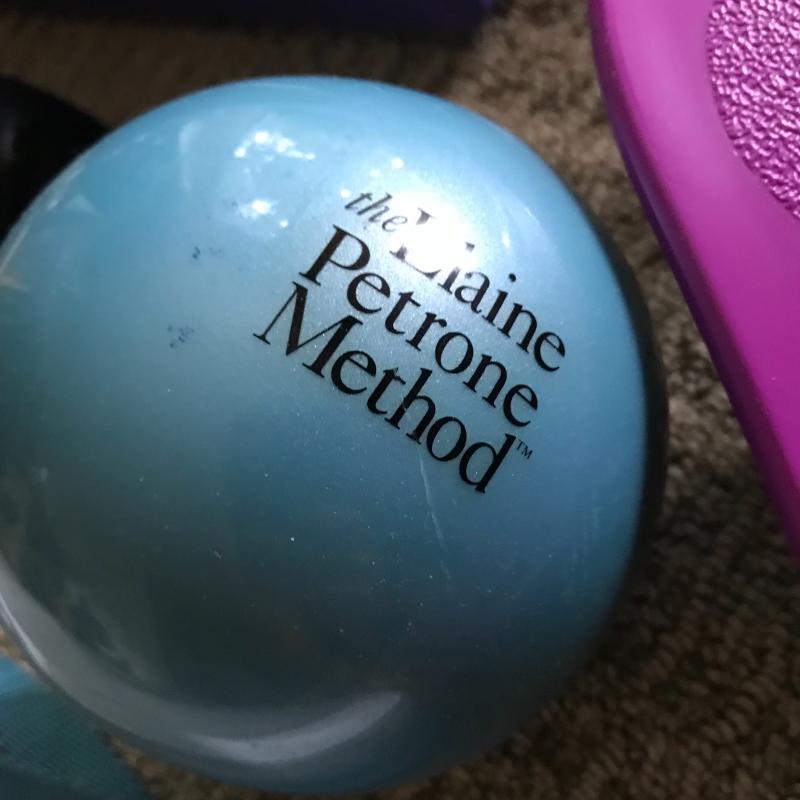 the Elaine
Petrone
Method™